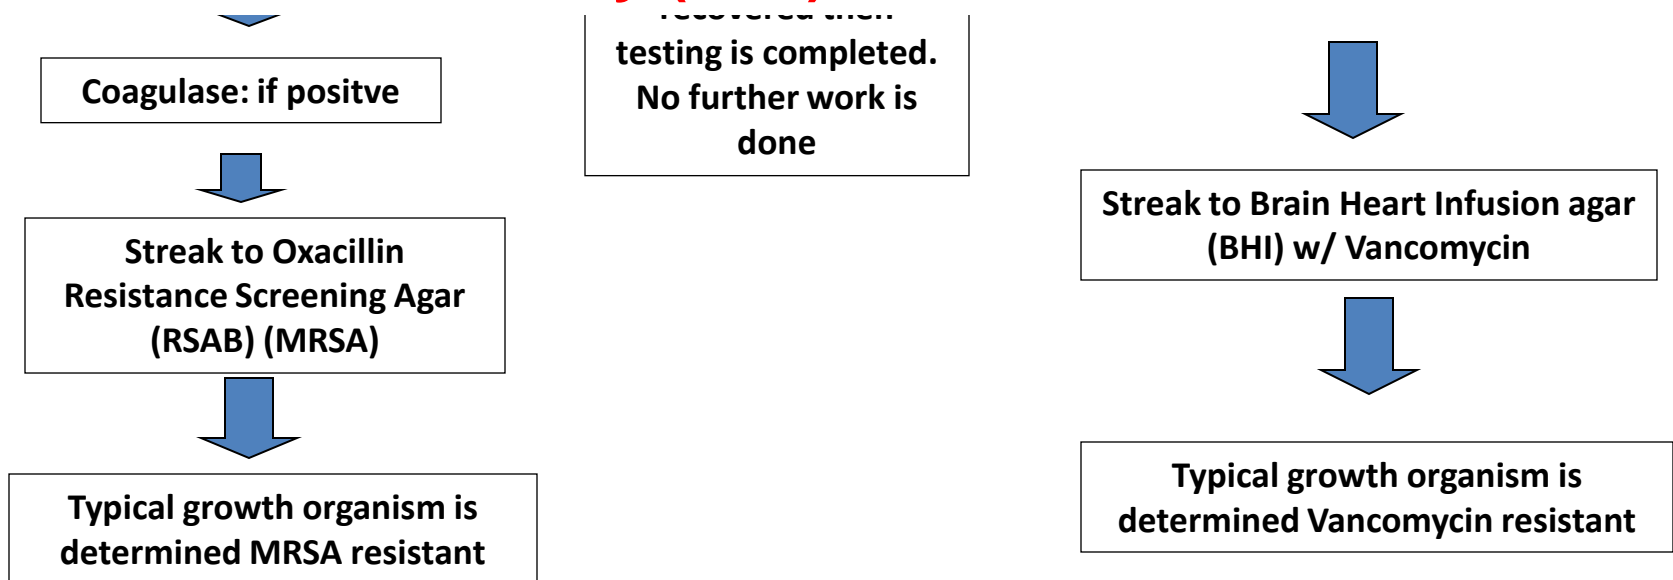 testing is completed.
No further work is
done
Coagulase: if positve
Streak to Oxacillin
Resistance Screening Agar
(RSAB) (MRSA)
Typical growth organism is
determined MRSA resistant
Streak to Brain Heart Infusion agar
(BHI) w/ Vancomycin
Typical growth organism is
determined Vancomycin resistant